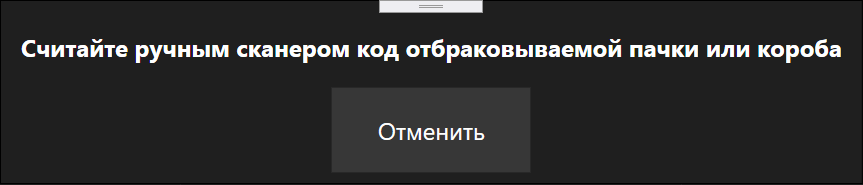 Считайте ручным сканером код отбраковываемой пачки или короба
Отменить